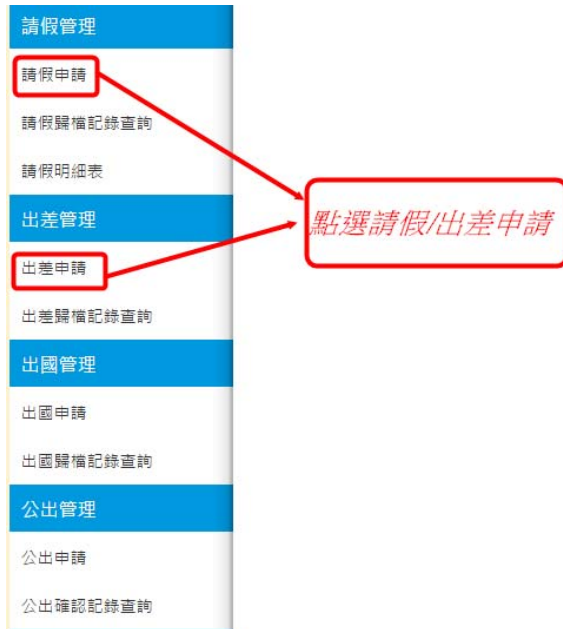 請假管理
請假申請
請假歸檔記錄查詢
請假明細表
出差管理
點選請假/出差申請
出差申請
出差歸檔記錄查詢
出國管理
出國申請
出國歸檔記錄查詢
公出管理
公出申請
公出確認記錄查詢